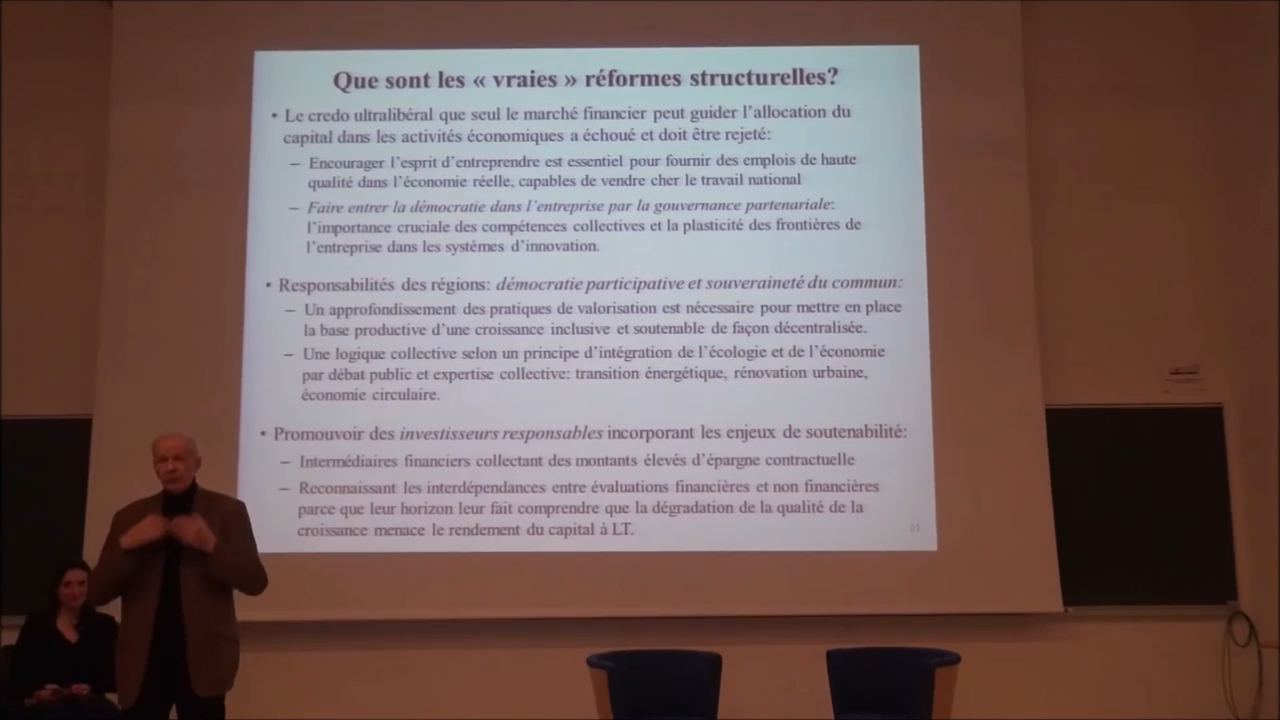 Que sont les « vraies » réformes structurelles?
• Le credo ultralibéral que seul le marché financier peut guider l'allocation du
capital dans les activités économiques a échoué et doit être rejeté:
– Encourager l'esprit d'entreprendre est essentiel pour fournir des emplois de haute
qualité dans l'économie réelle, capables de vendre cher le travail national
– Faire entrer la démocratie dans l'entreprise par la gouvernance partenariale:
l'importance cruciale des compétences collectives et la plasticité des frontières de
l'entreprise dans les systèmes d'innovation.
• Responsabilités des régions: démocratie participative et souveraineté du commun:
– Un approfondissement des pratiques de valorisation est nécessaire pour mettre en place
la base productive d'une croissance inclusive et soutenable de façon décentralisée.
– Une logique collective selon un principe d'intégration de l'écologie et de l'économie
par débat public et expertise collective: transition énergétique, rénovation urbaine,
économie circulaire.
• Promouvoir des investisseurs responsables incorporant les enjeux de soutenabilité:
– Intermédiaires financiers collectant des montants élevés d'épargne contractuelle
– Reconnaissant les interdépendances entre évaluations financières et non financières
parce que leur horizon leur fait comprendre que la dégradation de la qualité de la
croissance menace le rendement du capital à LT.
21